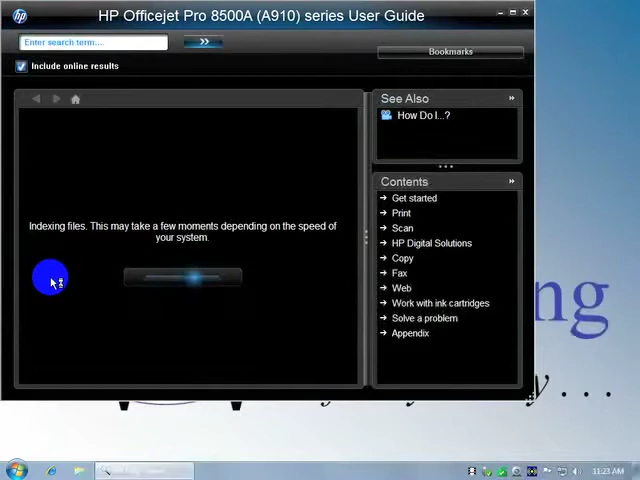 HP Officejet Pro 8500A (A910) series User Guide
Enter search term....
Bookmarks
Include online results
See Also
How Do I...?
Indexing files. This may take a few moments depending on the speed of
your system.
Contents
Get started
Print
Scan
HP Digital Solutions
Copy
Fax
Web
Work with ink cartridges
Solve a problem
Appendix
ng
y . . .
11:23 AM